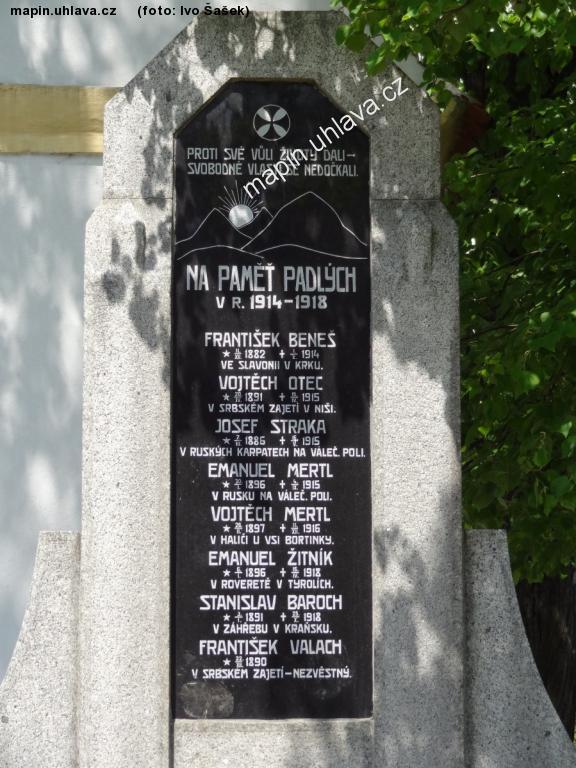 mapin.uhlava.cz (foto: Ivo Šašek)
mapin.uhlava.cz
PROTI SVÉ VŮLI ŽIVOTY DALI –
SVOBODNÉ VLASTI SE NEDOČKALI.
NA PAMĚŤ PADLÝCH
V R. 1914–1918
FRANTIŠEK BENEŠ
* 1882 + 1914
VE SLAVONII V KRKU.
VOJTĚCH OTEC
* 1891 + 1915
V SRBSKÉM ZAJETÍ V NIŠI.
JOSEF STRAKA
* 1886 + 1915
V RUSKÝCH KARPATECH NA VÁLEČ. POLI.
EMANUEL MERTL
* 1896 + 1915
V RUSKU NA VÁLEČ. POLI.
VOJTĚCH MERTL
* 1897 + 1916
V HALIČI U VSI BORTINKY.
EMANUEL ŽITNÍK
* 1896 + 1918
V ROVERETĚ V TYROLÍCH.
STANISLAV BAROCH
* 1891 + 1918
V ZÁHŘEBU V KRAŇSKU.
FRANTIŠEK VALACH
* 1890
V SRBSKÉM ZAJETÍ–NEZVĚSTNÝ.